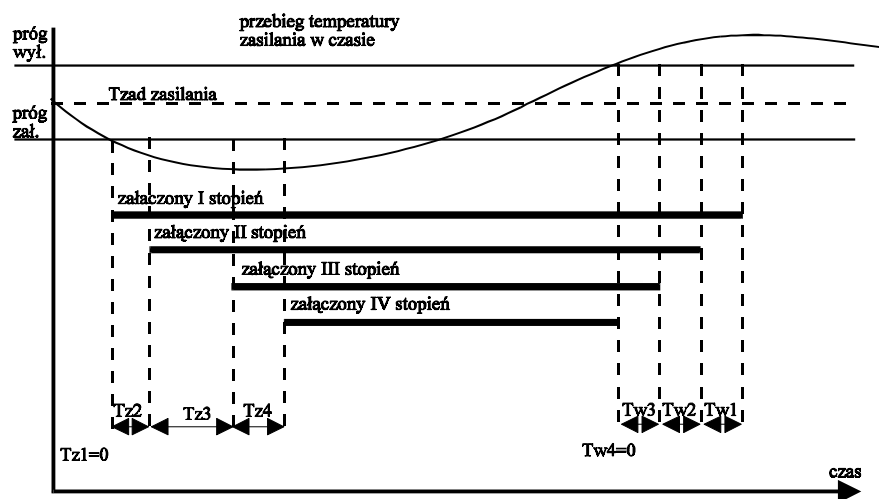 przebieg temperatury
zasilania w czasie
próg
wył.
Tzad zasilania
próg
zał.
załączony I stopień
załączony II stopień
załączony III stopień
załączony IV stopień
Tz2
Tz3
Tz4
Tw3
Tw2
Tw1
Tz1=0
Tw4=0
czas